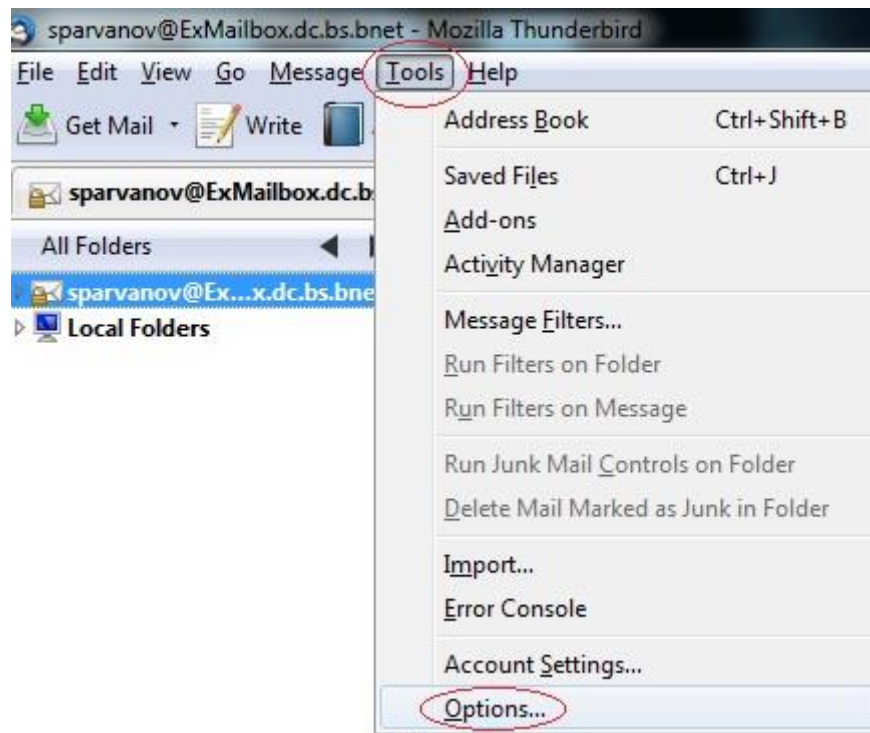 sparvanov@ExMailbox.dc.bs.bnet - Mozilla Thunderbird
File Edit View Go Message Tools Help
Get Mail Write
sparvanov@ExMailbox.dc.b
All Folders
sparvanov@Ex...x.dc.bs.bne
Local Folders
Address Book Ctrl+Shift+B
Saved Files Ctrl+J
Add-ons
Activity Manager
Message Filters...
Run Filters on Folder
Run Filters on Message
Run Junk Mail Controls on Folder
Delete Mail Marked as Junk in Folder
Import...
Error Console
Account Settings...
Options...